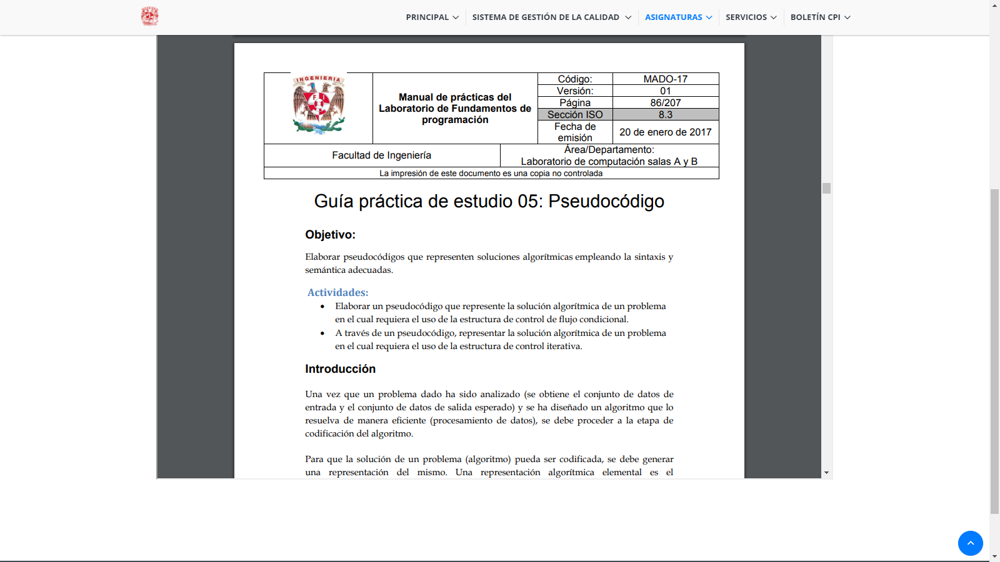 PRINCIPAL
SISTEMA DE GESTIÓN DE LA CALIDAD
ASIGNATURAS
SERVICIOS
BOLETÍN CPI
INGENIERIA
Manual de prácticas del
Laboratorio de Fundamentos de
programación
Código:
MADO-17
Versión:
01
Página
86/207
Sección ISO
8.3
Fecha de
emisión
20 de enero de 2017
Facultad de Ingeniería
Área/Departamento:
Laboratorio de computación salas A y B
La impresión de este documento es una copia no controlada
Guía práctica de estudio 05: Pseudocódigo
Objetivo:
Elaborar pseudocódigos que representen soluciones algorítmicas empleando la sintaxis y
semántica adecuadas.
Actividades:
• Elaborar un pseudocódigo que represente la solución algorítmica de un problema
en el cual requiera el uso de la estructura de control de flujo condicional.
• A través de un pseudocódigo, representar la solución algorítmica de un problema
en el cual requiera el uso de la estructura de control iterativa.
Introducción
Una vez que un problema dado ha sido analizado (se obtiene el conjunto de datos de
entrada y el conjunto de datos de salida esperado) y se ha diseñado un algoritmo que lo
resuelva de manera eficiente (procesamiento de datos), se debe proceder a la etapa de
codificación del algoritmo.
Para que la solución de un problema (algoritmo) pueda ser codificada, se debe generar
una representación del mismo. Una representación algorítmica elemental es el